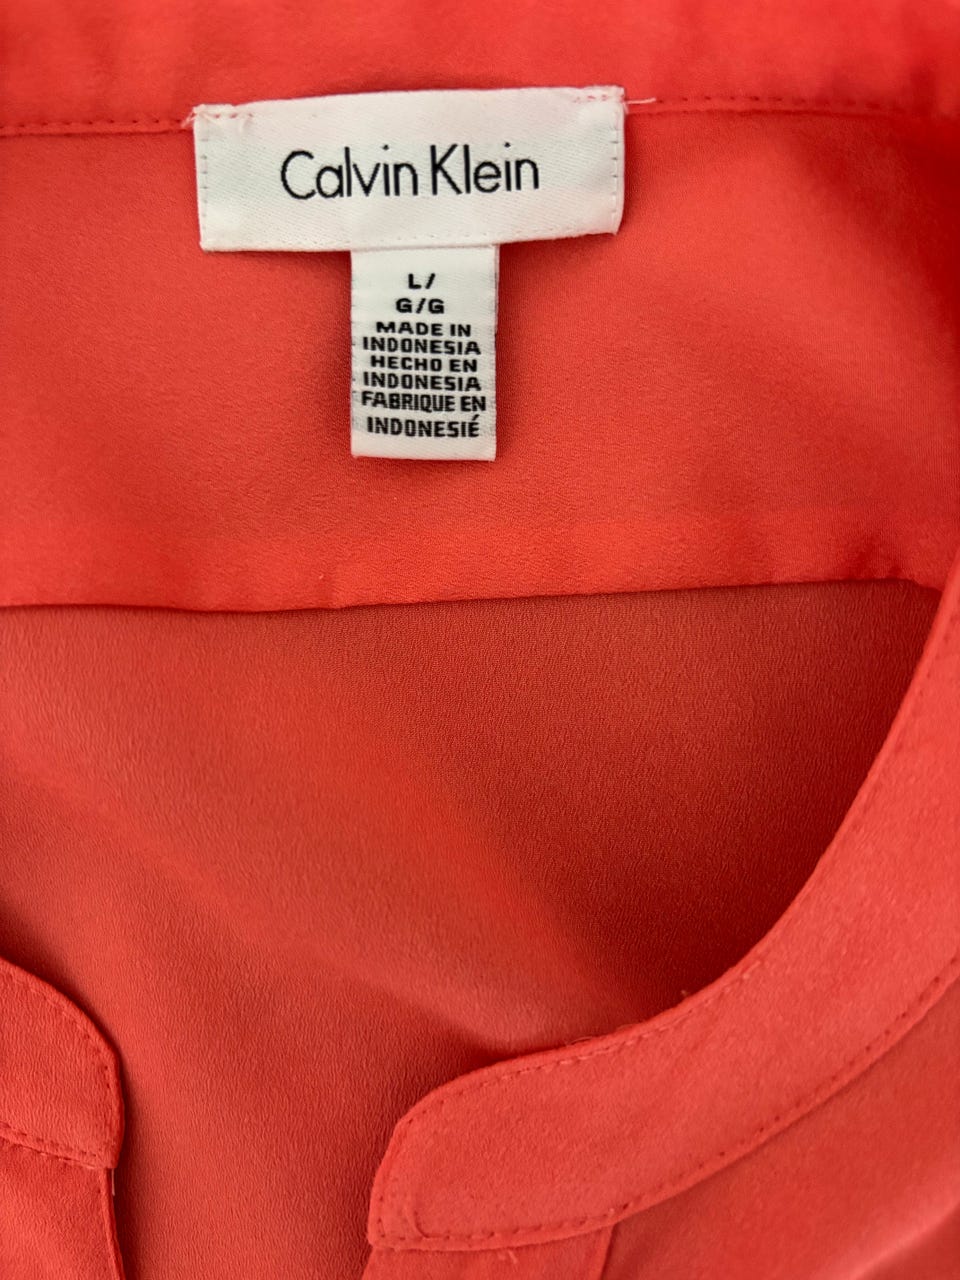 Calvin Klein
L/
G/G
MADE IN
INDONESIA
HECHO EN
INDONESIA
FABRIQUE EN
INDONESIÉ